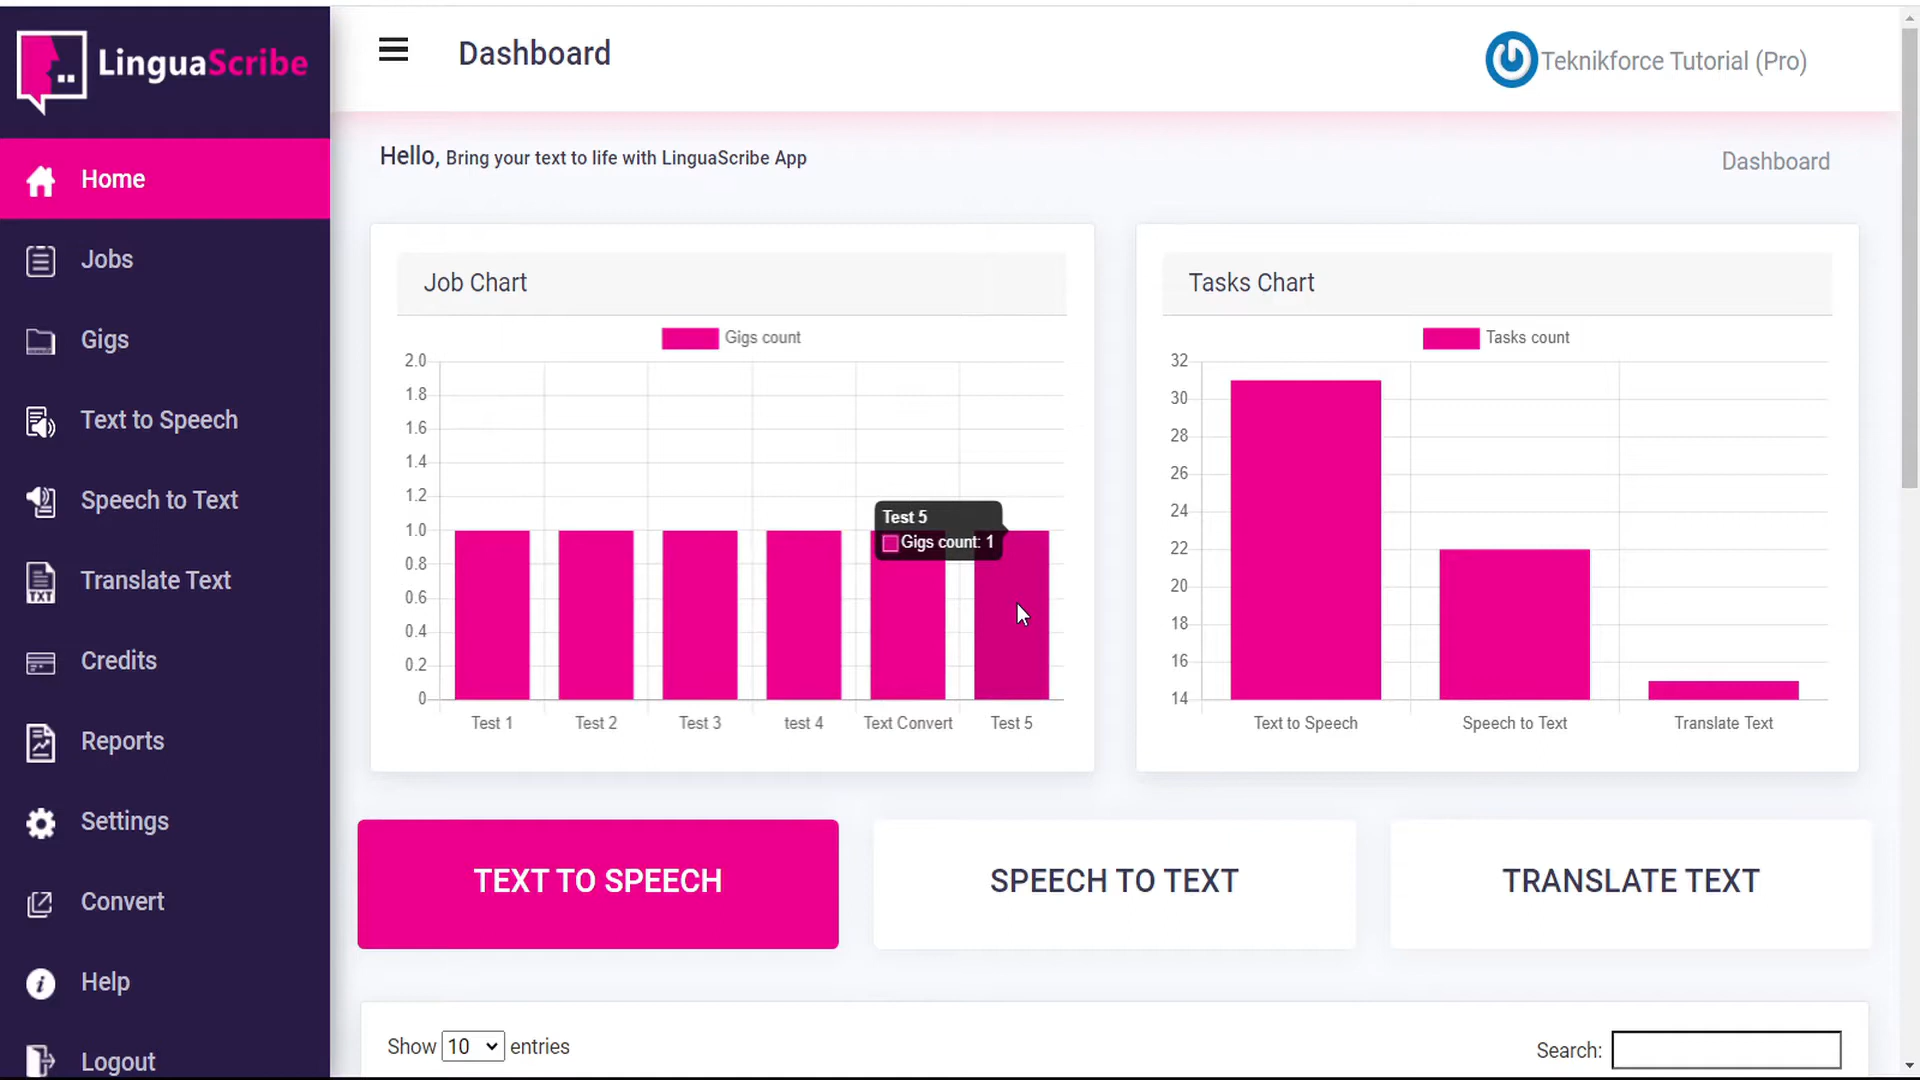 LinguaScribe
Dashboard
Teknikforce Tutorial (Pro)
Home
Jobs
Gigs
Text to Speech
Speech to Text
TXT
Translate Text
Credits
Reports
Settings
Convert
Help
Logout
Hello, Bring your text to life with LinguaScribe App
Dashboard
Job Chart
Gigs count
2.0
1.8
1.6
1.4
1.2
1.0
0.8
0.6
0.4
0.2
0
Test 5
Gigs count: 1
Test 1 Test 2 Test 3 test 4 Text Convert Test 5
Tasks Chart
Tasks count
32
30
28
26
24
22
20
18
16
14
Text to Speech Speech to Text Translate Text
TEXT TO SPEECH
SPEECH TO TEXT
TRANSLATE TEXT
Show 10 entries
Search: